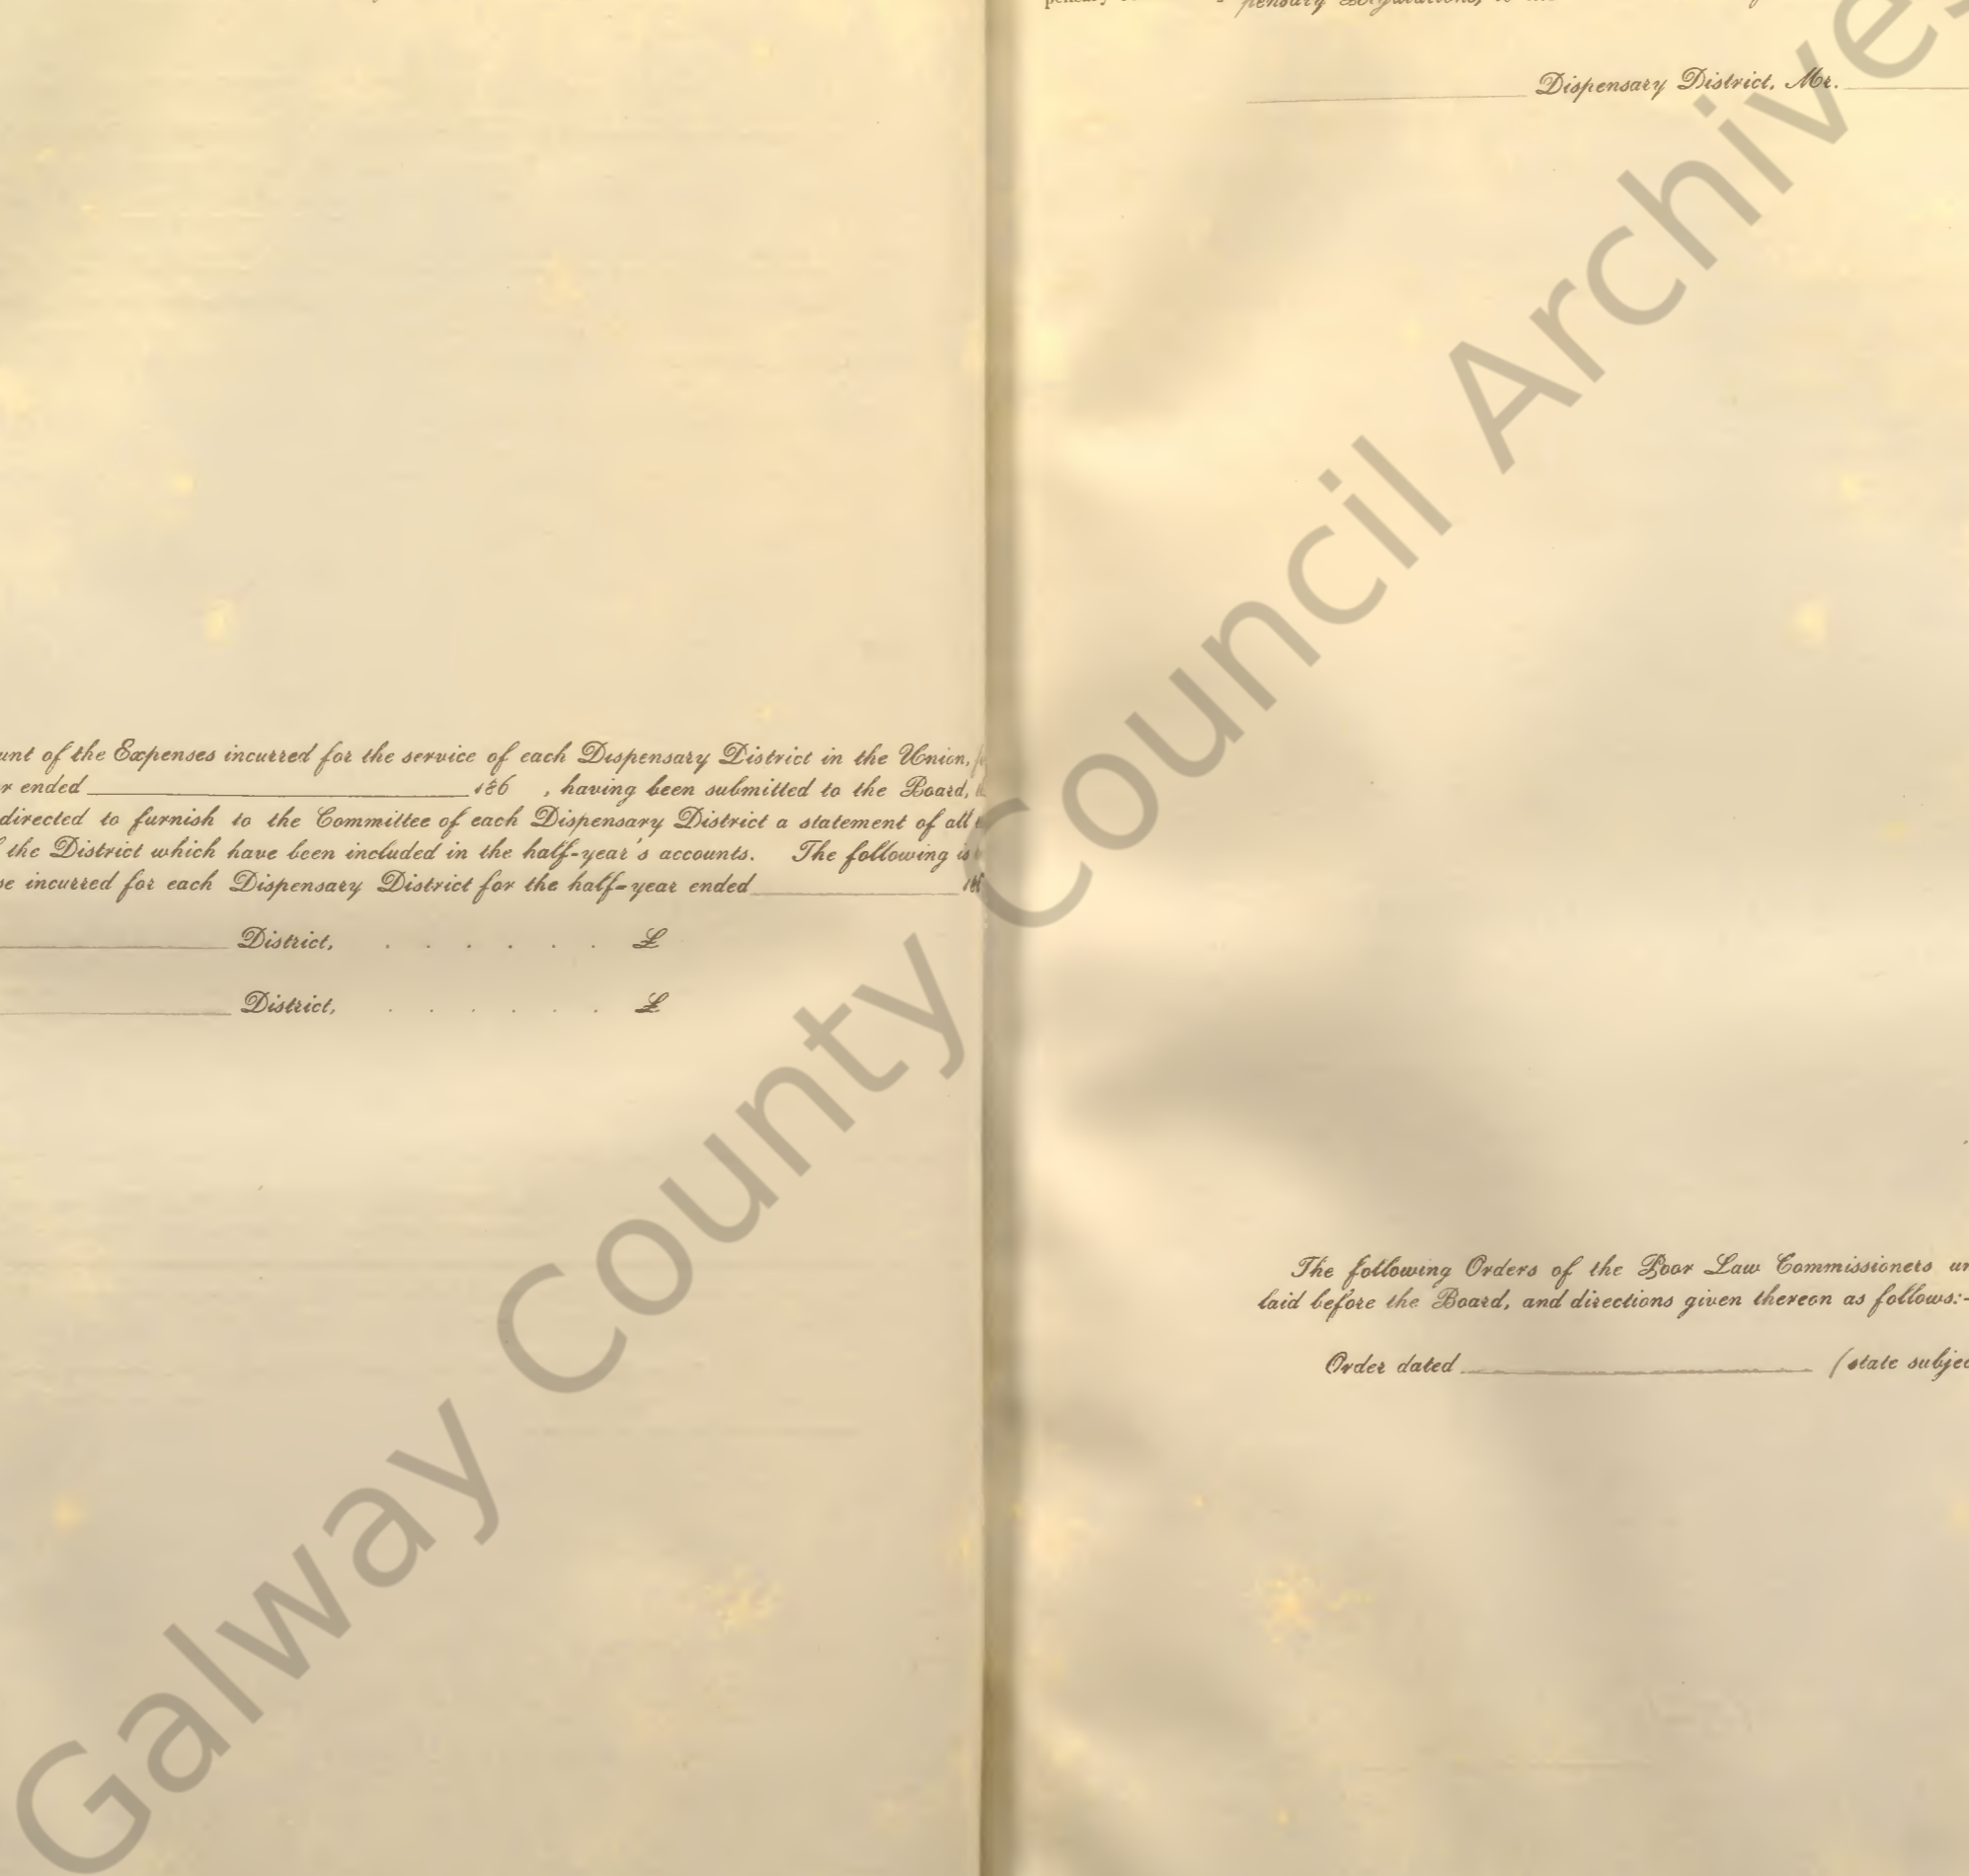 unt of the Expenses incurred for the service of each Dispensary District in the Union,
r ended 186 , having been submitted to the Board,
directed to furnish to the Committee of each Dispensary District a statement of all
the District which have been included in the half-year's accounts. The following is
se incurred for each Dispensary District for the half-year ended 186
District, . . . . . . £
District, . . . . . . £
pensary Regulations,
Dispensary District, Mr.
The following Orders of the Poor Law Commissioners
laid before the Board, and directions given thereon as follows:-
Order dated (state subjec
Galway County Council Archives